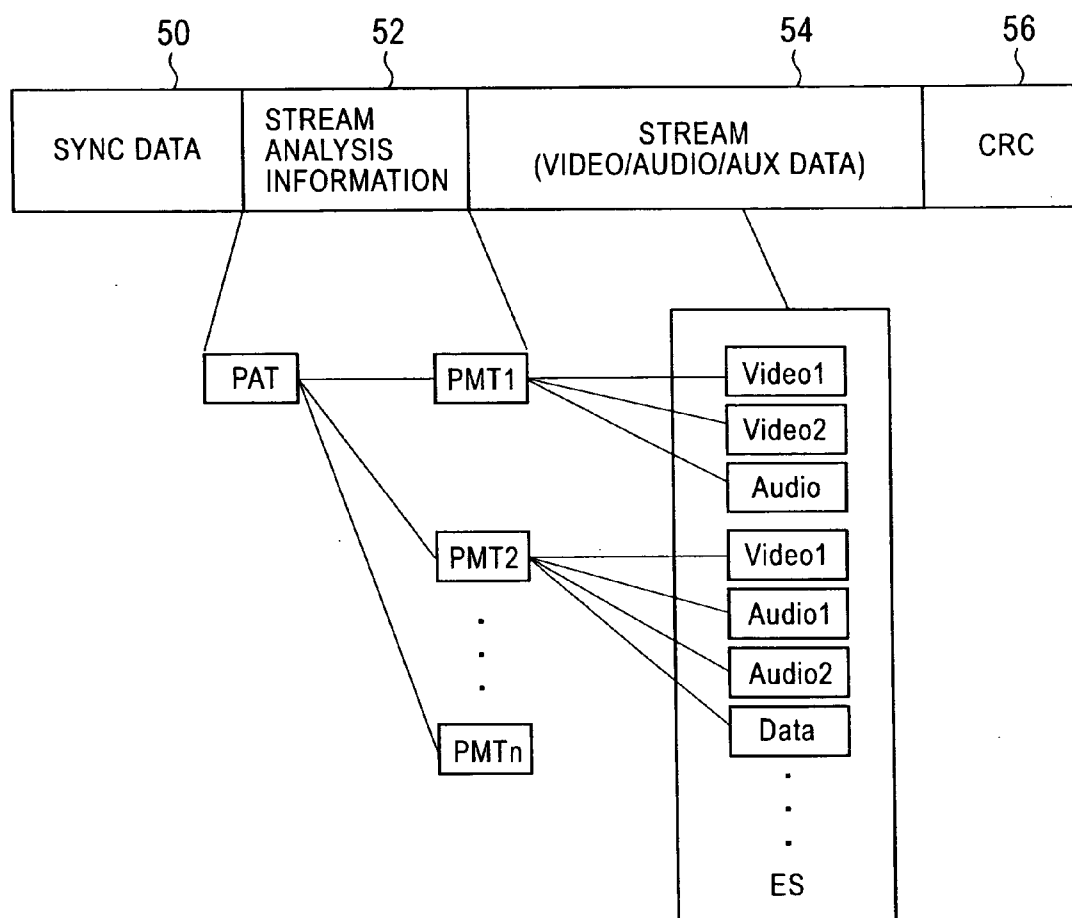 50
52
54
56
SYNC DATA
STREAM
ANALYSIS
INFORMATION
STREAM
(VIDEO/AUDIO/AUX DATA)
CRC
PAT
PMT1
Video1
Video2
Audio
PMT2
Video1
Audio1
Audio2
Data
PMTn
ES